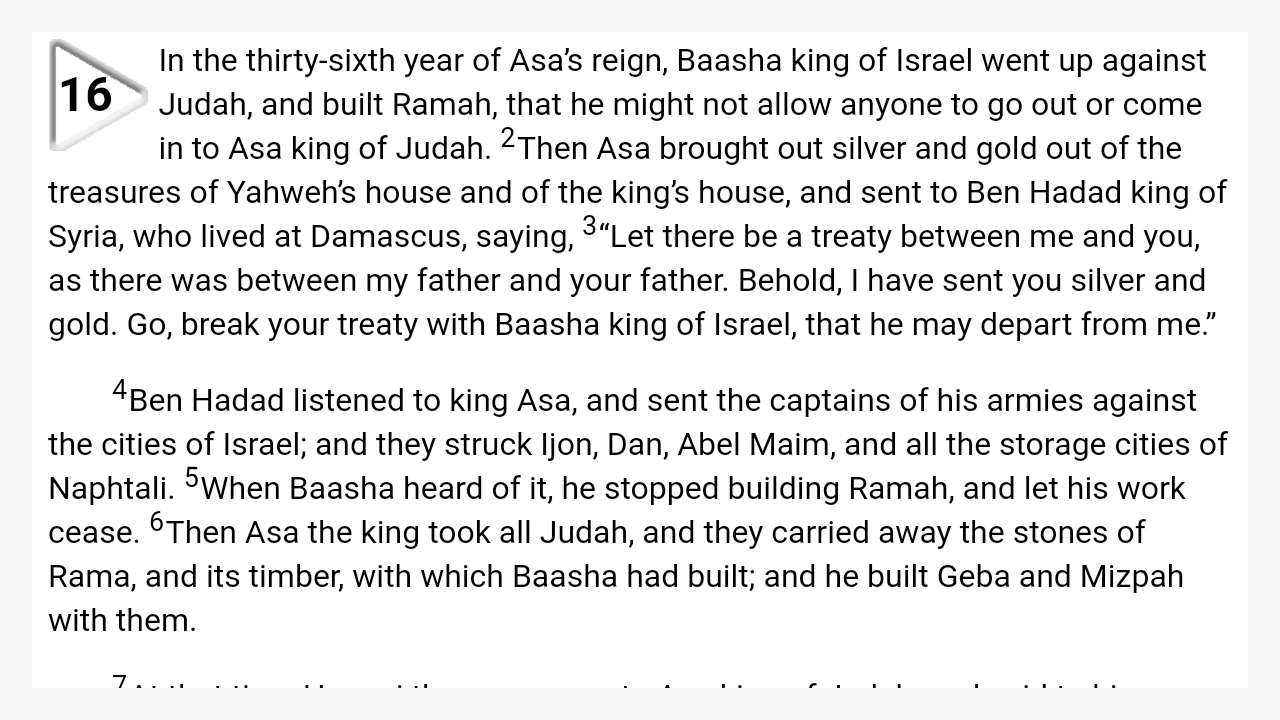 16 In the thirty-sixth year of Asa’s reign, Baasha king of Israel went up against
Judah, and built Ramah, that he might not allow anyone to go out or come
in to Asa king of Judah. 2Then Asa brought out silver and gold out of the
treasures of Yahweh’s house and of the king’s house, and sent to Ben Hadad king of
Syria, who lived at Damascus, saying, 3“Let there be a treaty between me and you,
as there was between my father and your father. Behold, I have sent you silver and
gold. Go, break your treaty with Baasha king of Israel, that he may depart from me.”
4Ben Hadad listened to king Asa, and sent the captains of his armies against
the cities of Israel; and they struck Ijon, Dan, Abel Maim, and all the storage cities of
Naphtali. 5When Baasha heard of it, he stopped building Ramah, and let his work
cease. 6Then Asa the king took all Judah, and they carried away the stones of
Rama, and its timber, with which Baasha had built; and he built Geba and Mizpah
with them.
7